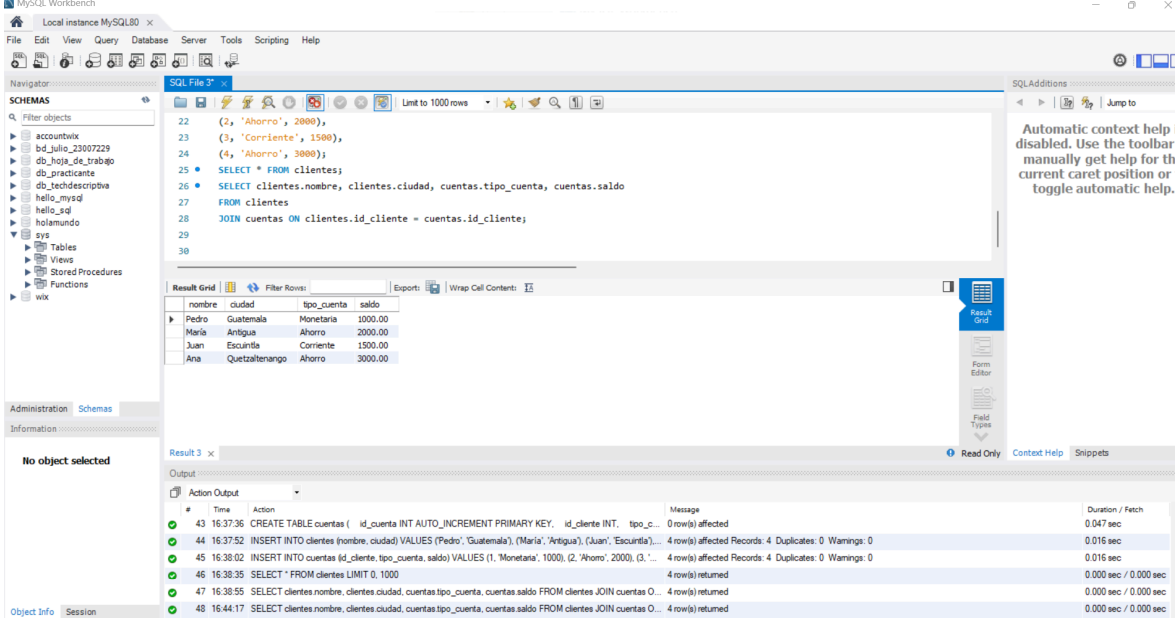 MySQL Workbench
Local instance MySQL80
File Edit View Query Database Server Tools Scripting Help
Navigator
SCHEMAS
Filter objects
accountwix
bd_julio_23007229
db_hoja_de_trabajo
db_practicante
db_techdescriptiva
hello_mysql
hello_sql
holamundo
sys
Tables
Views
Stored Procedures
Functions
wix
Administration Schemas
Information
No object selected
Object Info Session
SQL File 3*
Limit to 1000 rows
22 (2, 'Ahorro', 2000),
23 (3, 'Corriente', 1500),
24 (4, 'Ahorro', 3000);
25 SELECT * FROM clientes;
26 SELECT clientes.nombre, clientes.ciudad, cuentas.tipo_cuenta, cuentas.saldo
27 FROM clientes
28 JOIN cuentas ON clientes.id_cliente = cuentas.id_cliente;
29
30
Result Grid Filter Rows: Export: Wrap Cell Content:
nombre ciudad tipo_cuenta saldo
Pedro Guatemala Monetaria 1000.00
María Antigua Ahorro 2000.00
Juan Escuintla Corriente 1500.00
Ana Quetzaltenango Ahorro 3000.00
Result Grid
Form Editor
Field Types
Result 3
Read Only
SQLAdditions
Jump to
Automatic context help
disabled. Use the toolbar
manually get help for th
current caret position or
toggle automatic help.
Context Help Snippets
Output
Action Output
# Time Action Message Duration / Fetch
43 16:37:36 CREATE TABLE cuentas ( id_cuenta INT AUTO_INCREMENT PRIMARY KEY, id_cliente INT, tipo_c... 0 row(s) affected 0.047 sec
44 16:37:52 INSERT INTO clientes (nombre, ciudad) VALUES ('Pedro', 'Guatemala'), ('María', 'Antigua'), ('Juan', 'Escuintla'),... 4 row(s) affected Records: 4 Duplicates: 0 Warnings: 0 0.016 sec
45 16:38:02 INSERT INTO cuentas (id_cliente, tipo_cuenta, saldo) VALUES (1, 'Monetaria', 1000), (2, 'Ahorro', 2000), (3, '... 4 row(s) affected Records: 4 Duplicates: 0 Warnings: 0 0.016 sec
46 16:38:35 SELECT * FROM clientes LIMIT 0, 1000 4 row(s) returned 0.000 sec / 0.000 sec
47 16:38:55 SELECT clientes.nombre, clientes.ciudad, cuentas.tipo_cuenta, cuentas.saldo FROM clientes JOIN cuentas O... 4 row(s) returned 0.000 sec / 0.000 sec
48 16:44:17 SELECT clientes.nombre, clientes.ciudad, cuentas.tipo_cuenta, cuentas.saldo FROM clientes JOIN cuentas O... 4 row(s) returned 0.000 sec / 0.000 sec